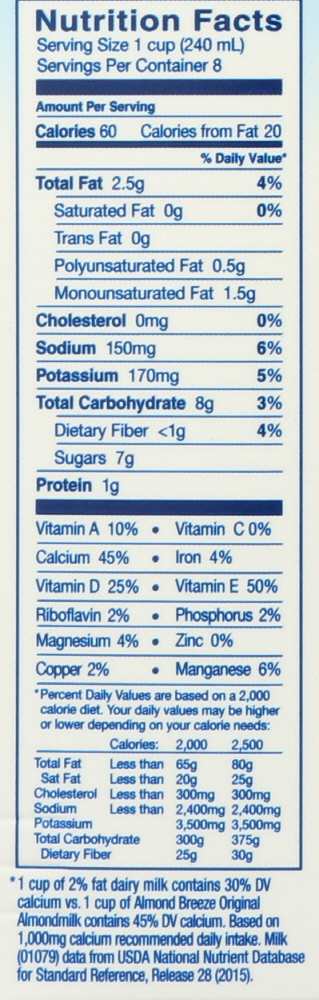 Nutrition Facts
Serving Size 1 cup (240 mL)
Servings Per Container 8
Amount Per Serving
Calories 60 Calories from Fat 20
% Daily Value*
Total Fat 2.5g 4%
Saturated Fat 0g 0%
Trans Fat 0g
Polyunsaturated Fat 0.5g
Monounsaturated Fat 1.5g
Cholesterol 0mg 0%
Sodium 150mg 6%
Potassium 170mg 5%
Total Carbohydrate 8g 3%
Dietary Fiber <1g 4%
Sugars 7g
Protein 1g
Vitamin A 10% • Vitamin C 0%
Calcium 45% • Iron 4%
Vitamin D 25% • Vitamin E 50%
Riboflavin 2% • Phosphorus 2%
Magnesium 4% • Zinc 0%
Copper 2% • Manganese 6%
*Percent Daily Values are based on a 2,000
calorie diet. Your daily values may be higher
or lower depending on your calorie needs:
Calories: 2,000 2,500
Total Fat Less than 65g 80g
Sat Fat Less than 20g 25g
Cholesterol Less than 300mg 300mg
Sodium Less than 2,400mg 2,400mg
Potassium 3,500mg 3,500mg
Total Carbohydrate 300g 375g
Dietary Fiber 25g 30g
*1 cup of 2% fat dairy milk contains 30% DV
calcium vs. 1 cup of Almond Breeze Original
Almondmilk contains 45% DV calcium. Based on
1,000mg calcium recommended daily intake. Milk
(01079) data from USDA National Nutrient Database
for Standard Reference, Release 28 (2015).